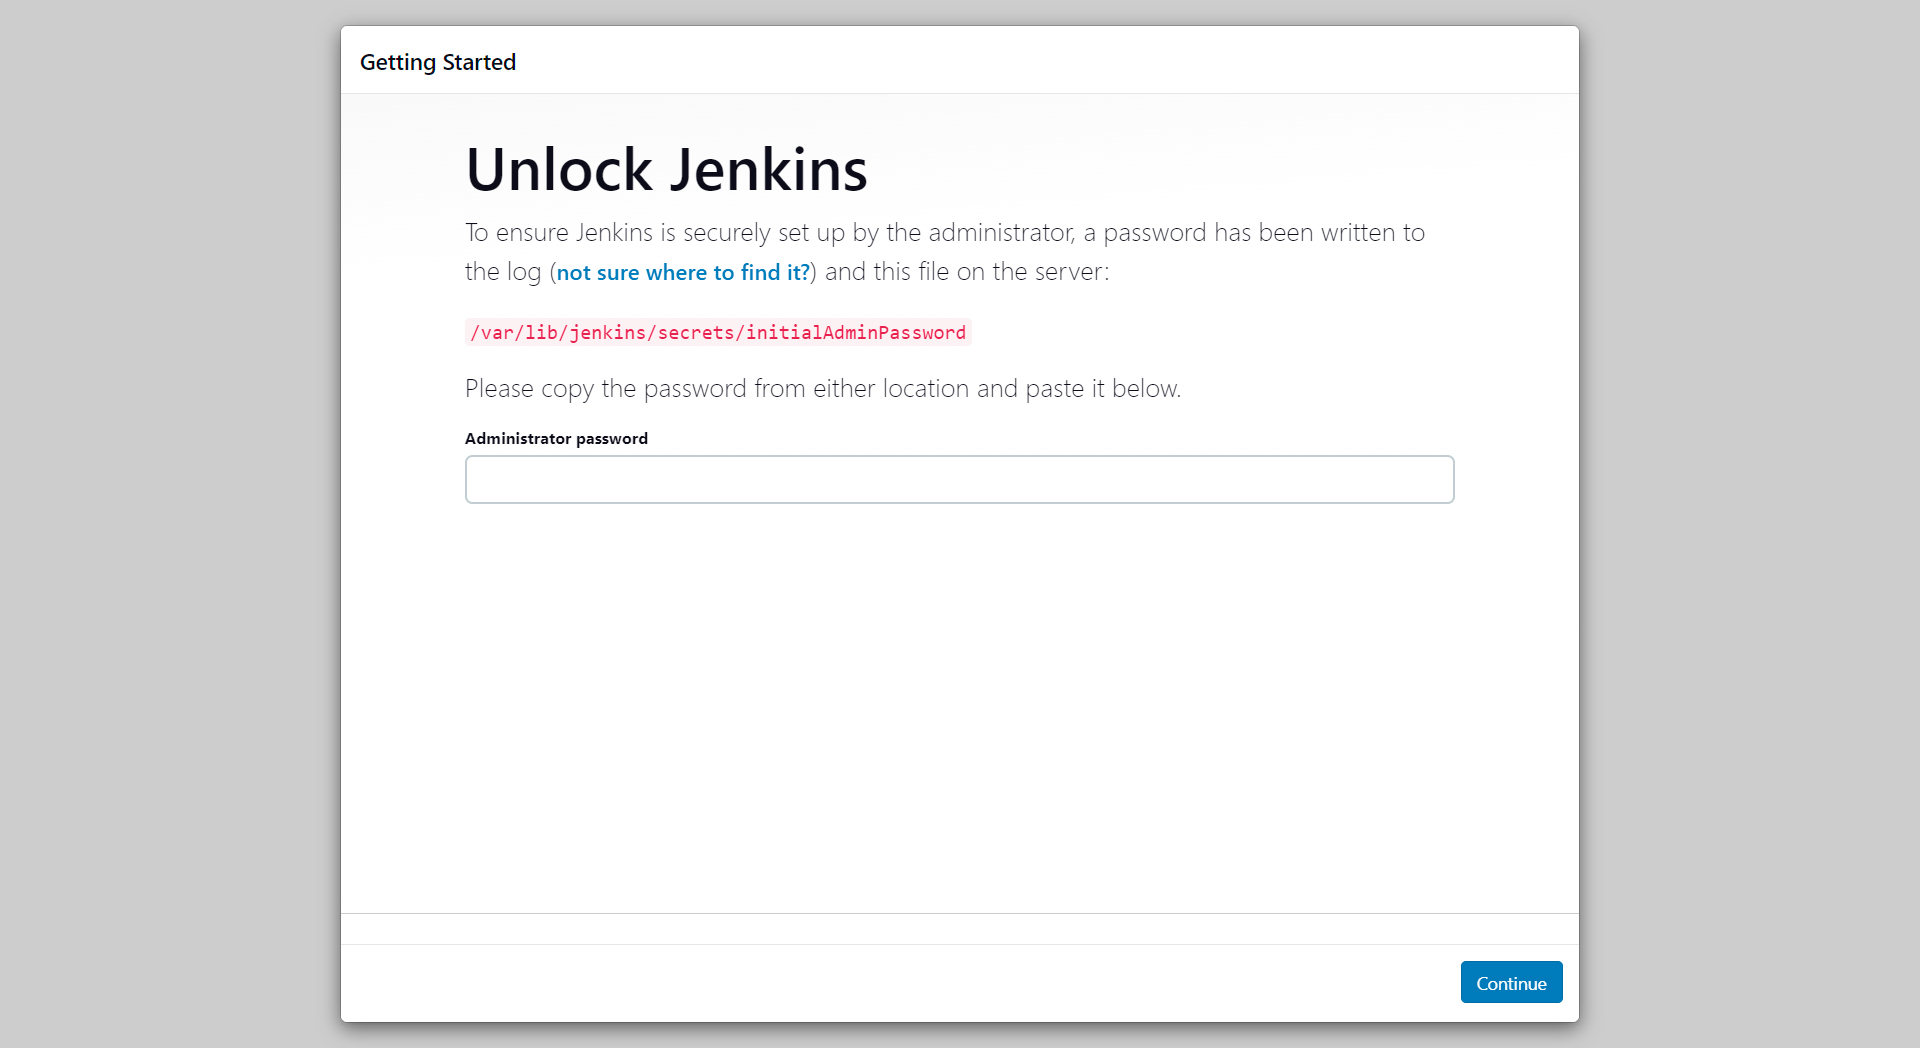 Getting Started
Unlock Jenkins
To ensure Jenkins is securely set up by the administrator, a password has been written to
the log (not sure where to find it?) and this file on the server:
/var/lib/jenkins/secrets/initialAdminPassword
Please copy the password from either location and paste it below.
Administrator password
Continue